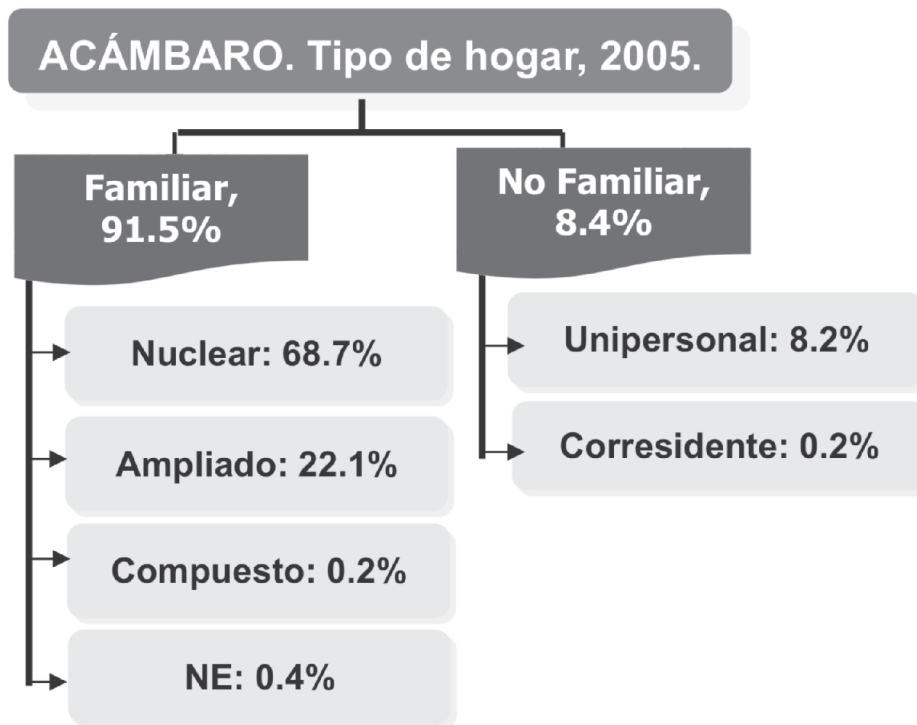 ACÁMBARO. Tipo de hogar, 2005.
Familiar,
91.5%
Nuclear: 68.7%
Ampliado: 22.1%
Compuesto: 0.2%
NE: 0.4%
No Familiar,
8.4%
Unipersonal: 8.2%
Corresidente: 0.2%